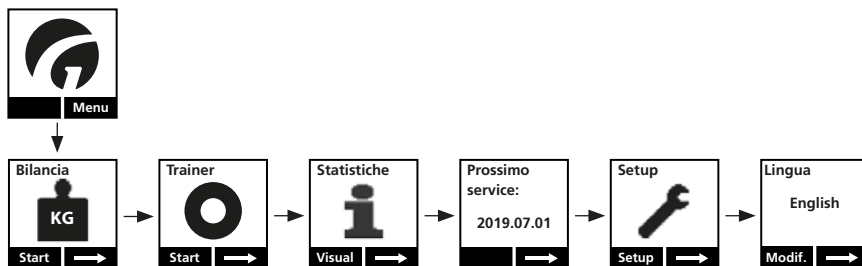 Menu
Bilancia
KG
Start
Trainer
Start
Statistiche
Visual
Prossimo
service:
2019.07.01
Setup
Setup
Lingua
English
Modif.